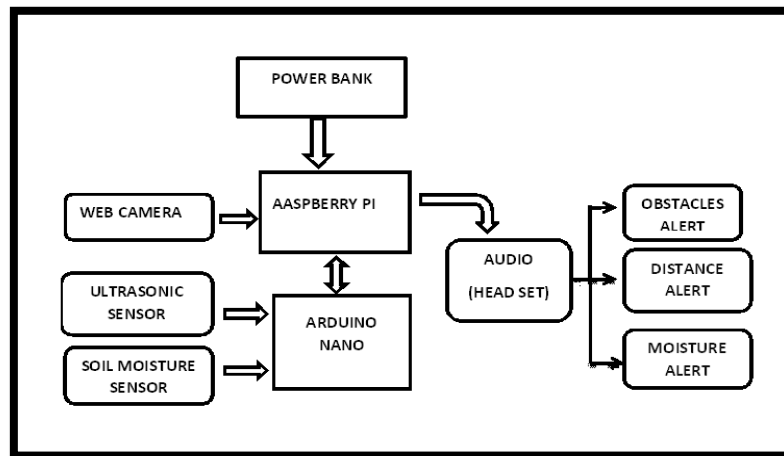 POWER BANK
WEB CAMERA
AASPBERRY PI
OBSTACLES
ALERT
AUDIO
(HEAD SET)
DISTANCE
ALERT
ULTRASONIC
SENSOR
ARDUINO
NANO
SOIL MOISTURE
SENSOR
MOISTURE
ALERT